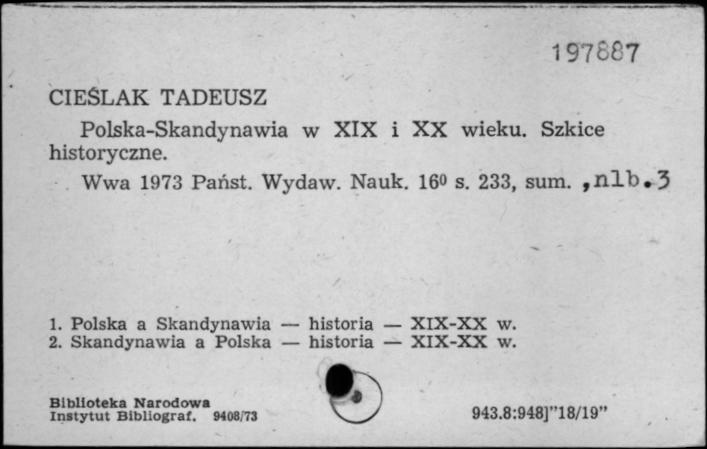 197887
CIEŚLAK TADEUSZ
Polska-Skandynawia w XIX i XX wieku. Szkice
historyczne.
Wwa 1973 Państ. Wydaw. Nauk. 16⁰ s. 233, sum. ,nlb.3
1. Polska a Skandynawia — historia — XIX-XX w.
2. Skandynawia a Polska — historia — XIX-XX w.
Biblioteka Narodowa
Instytut Bibliograf. 9408/73
943.8:948]"18/19"